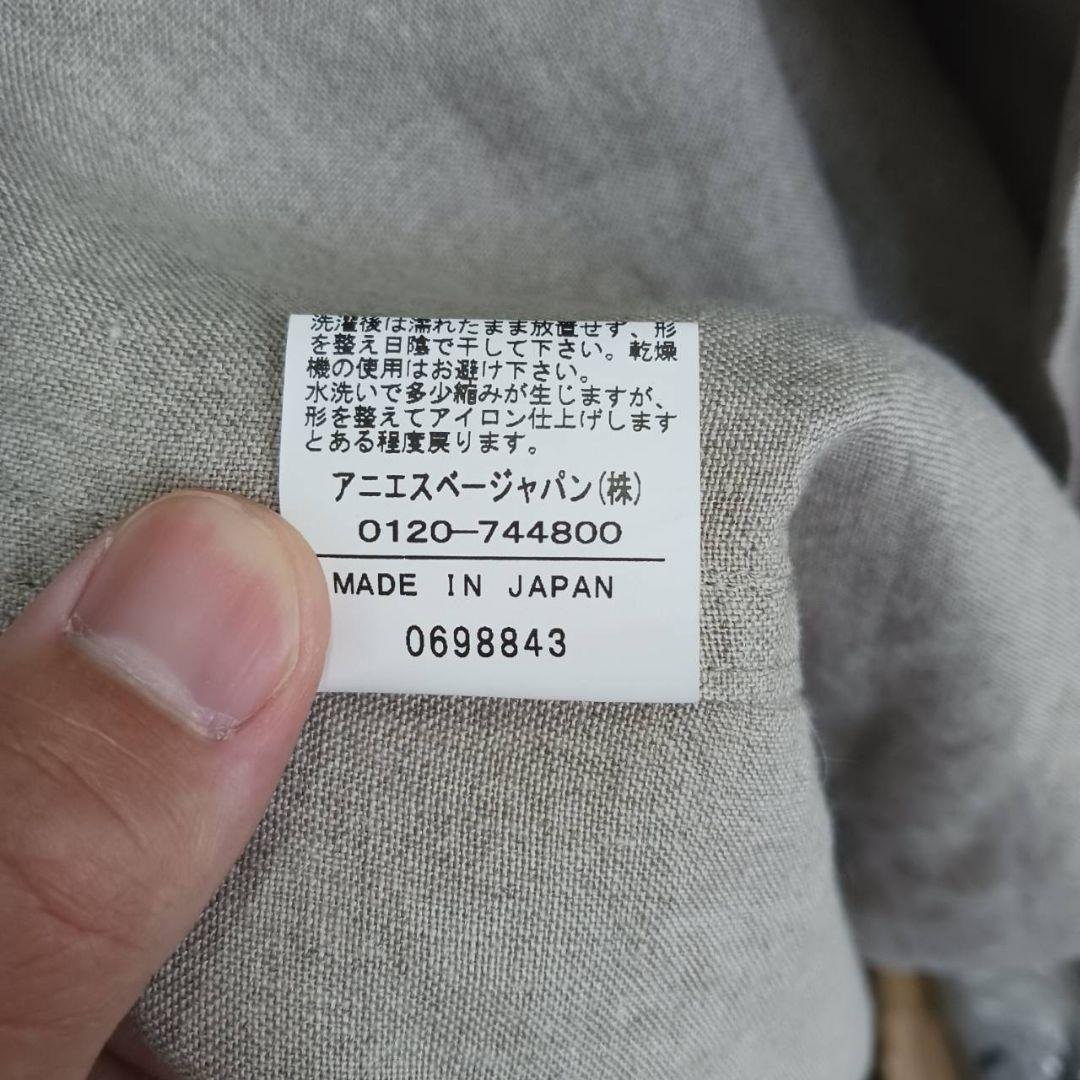 洗濯後は濡れたまま放置せず、形
を整え日陰で干して下さい。乾燥
機の使用はお避け下さい。
水洗いで多少縮みが生じますが、
形を整えてアイロン仕上げします
とある程度戻ります。
アニエスベージャパン(株)
0120-744800
MADE IN JAPAN
0698843